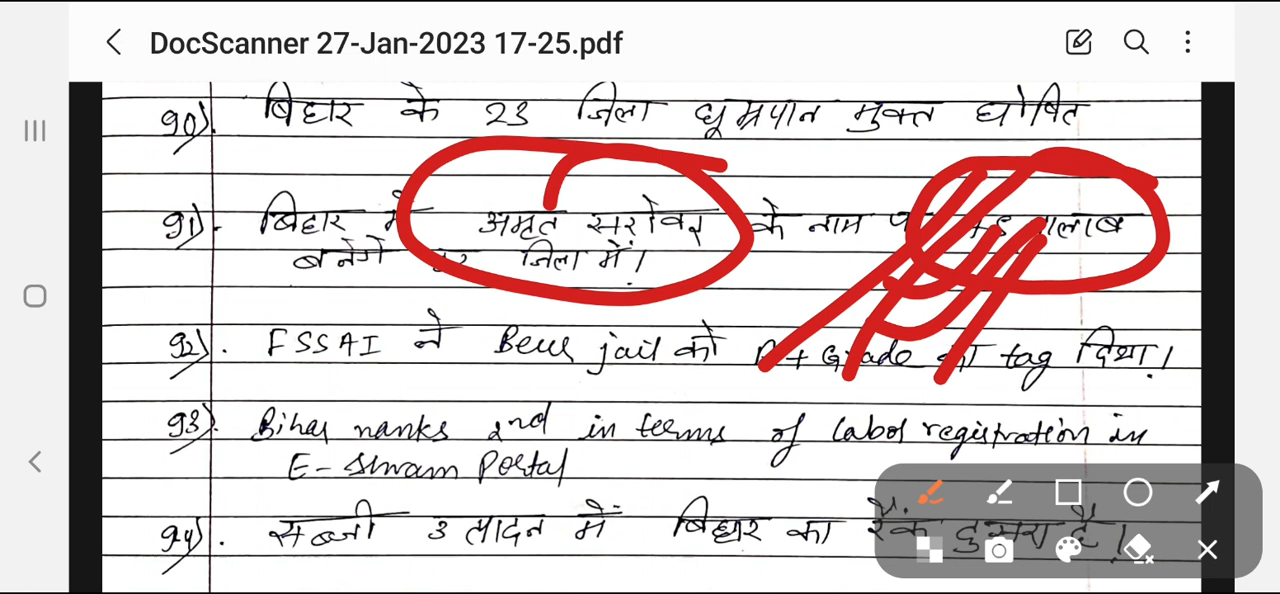 DocScanner 27-Jan-2023 17-25.pdf
90). बिहार के 23 जिला धूम्रपान मुक्त घोषित
91). बिहार में अमृत सरोवर के नाम तालाब
बनेंगे जिला में।
92). FSSAI ने Beur jail को A+ Grade का tag दिया।
93). Bihar ranks 2nd in terms of labor registration in
E-Shram Portal
94). सब्जी उत्पादन में बिहार का रैंक दुसरा है।